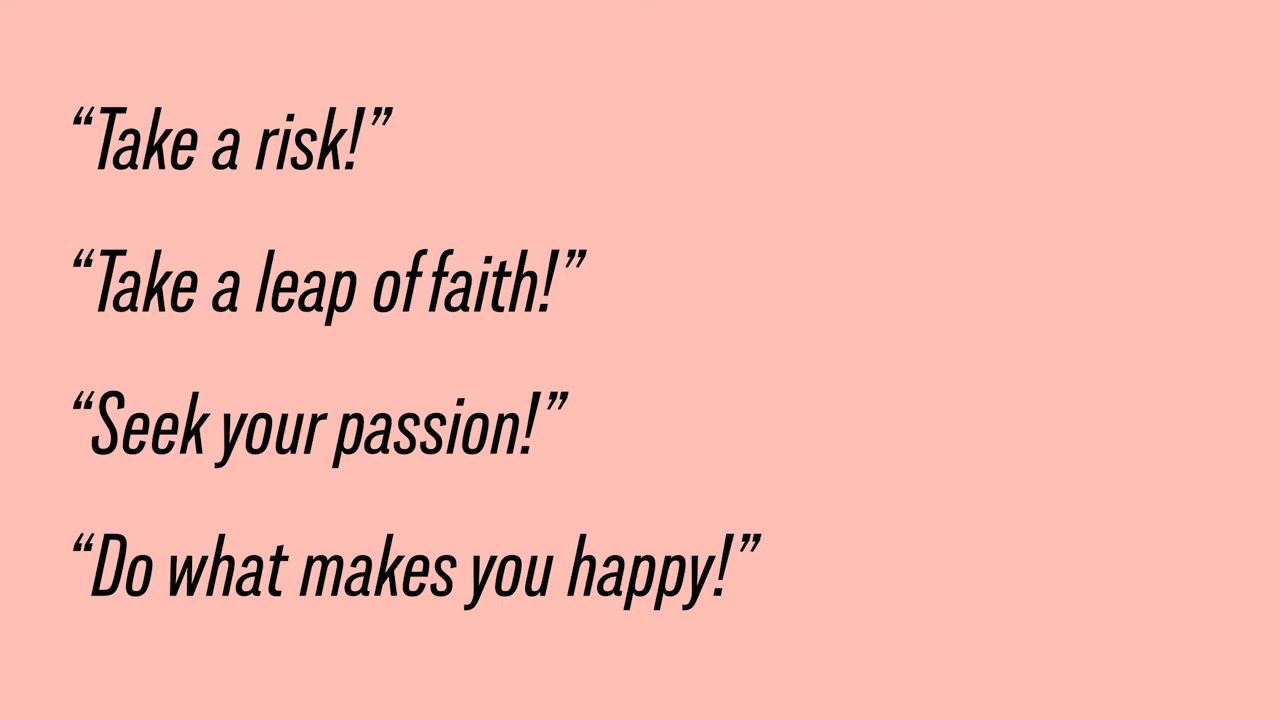 “Take a risk!”
“Take a leap of faith!”
“Seek your passion!”
“Do what makes you happy!”